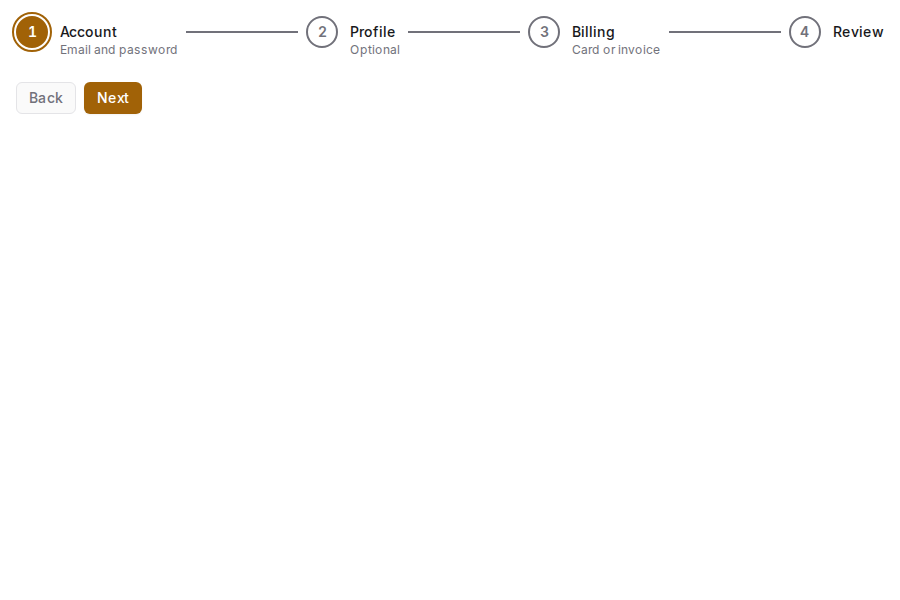 1 Account
Email and password
2 Profile
Optional
3 Billing
Card or invoice
4 Review
Back
Next